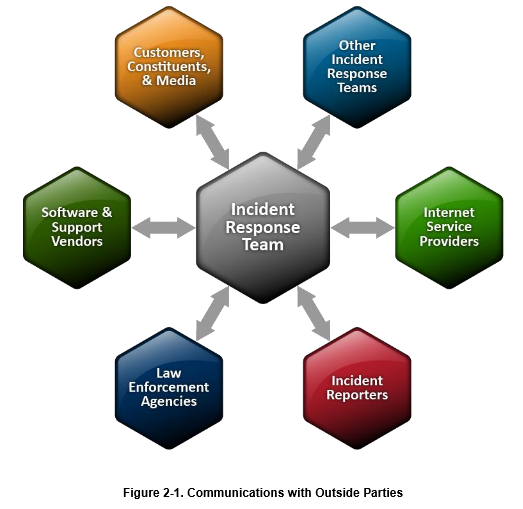 Customers,
Constituents,
& Media
Other
Incident
Response
Teams
Software &
Support
Vendors
Incident
Response
Team
Internet
Service
Providers
Law
Enforcement
Agencies
Incident
Reporters
Figure 2-1. Communications with Outside Parties